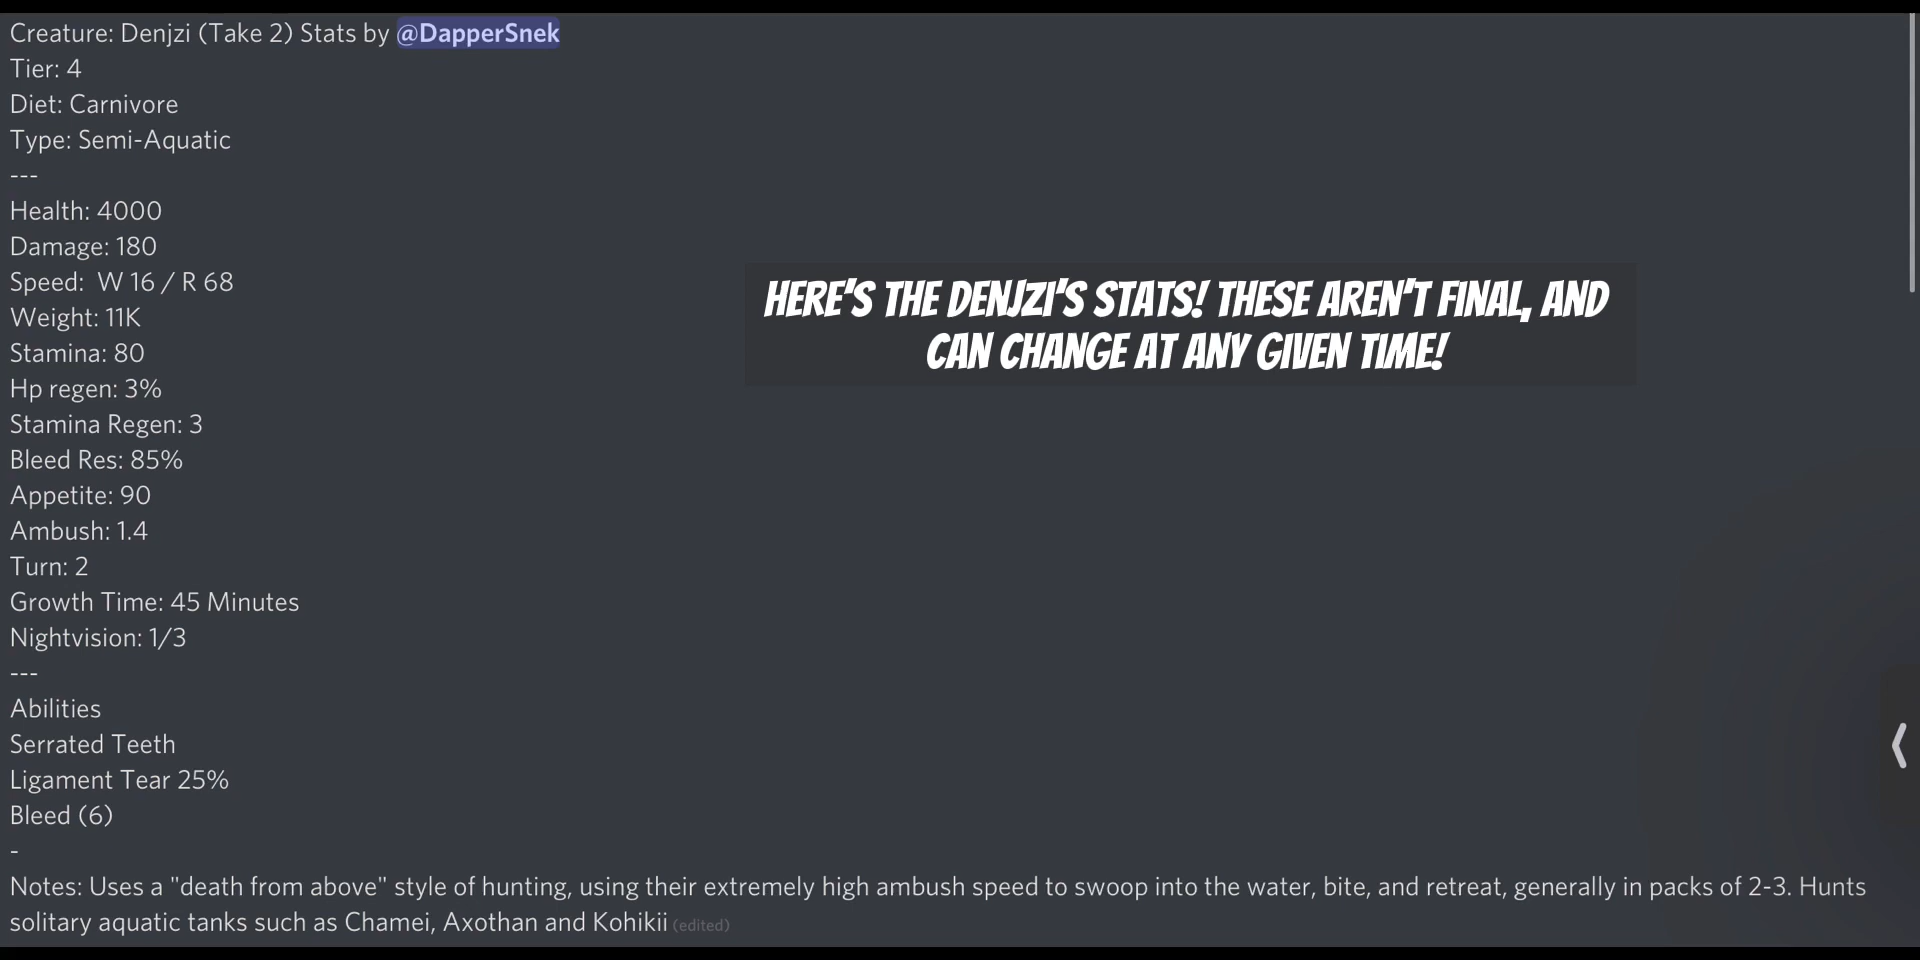 Creature: Denjzi (Take 2) Stats by @DapperSnek
Tier: 4
Diet: Carnivore
Type: Semi-Aquatic
---
Health: 4000
Damage: 180
Speed:  W 16 / R 68
Weight: 11K
Stamina: 80
Hp regen: 3%
Stamina Regen: 3
Bleed Res: 85%
Appetite: 90
Ambush: 1.4
Turn: 2
Growth Time: 45 Minutes
Nightvision: 1/3
---
Abilities
Serrated Teeth
Ligament Tear 25%
Bleed (6)
-
Notes: Uses a "death from above" style of hunting, using their extremely high ambush speed to swoop into the water, bite, and retreat, generally in packs of 2-3. Hunts
solitary aquatic tanks such as Chamei, Axothan and Kohikii (edited)
HERE'S THE DENJZI'S STATS! THESE AREN'T FINAL, AND
CAN CHANGE AT ANY GIVEN TIME!